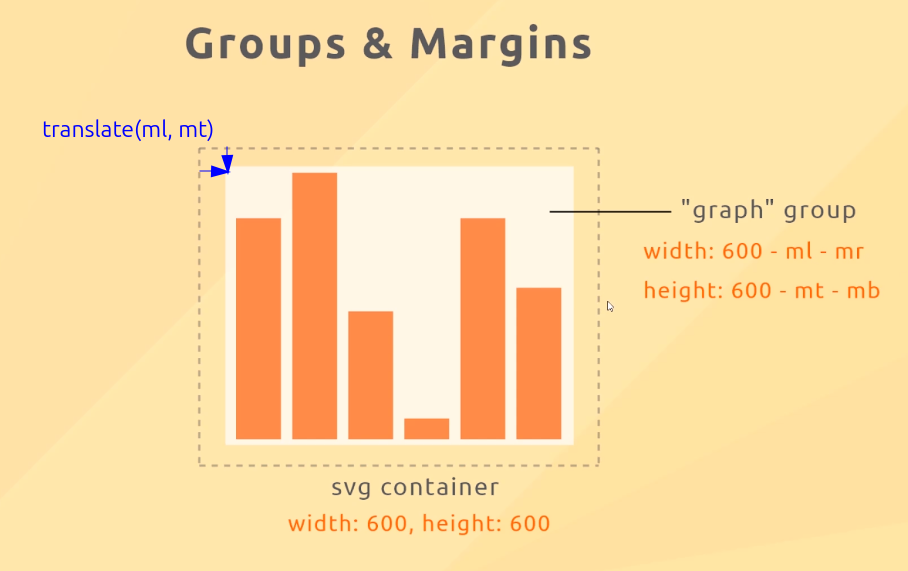 Groups & Margins
translate(ml, mt)
"graph" group
width: 600 - ml - mr
height: 600 - mt - mb
svg container
width: 600, height: 600